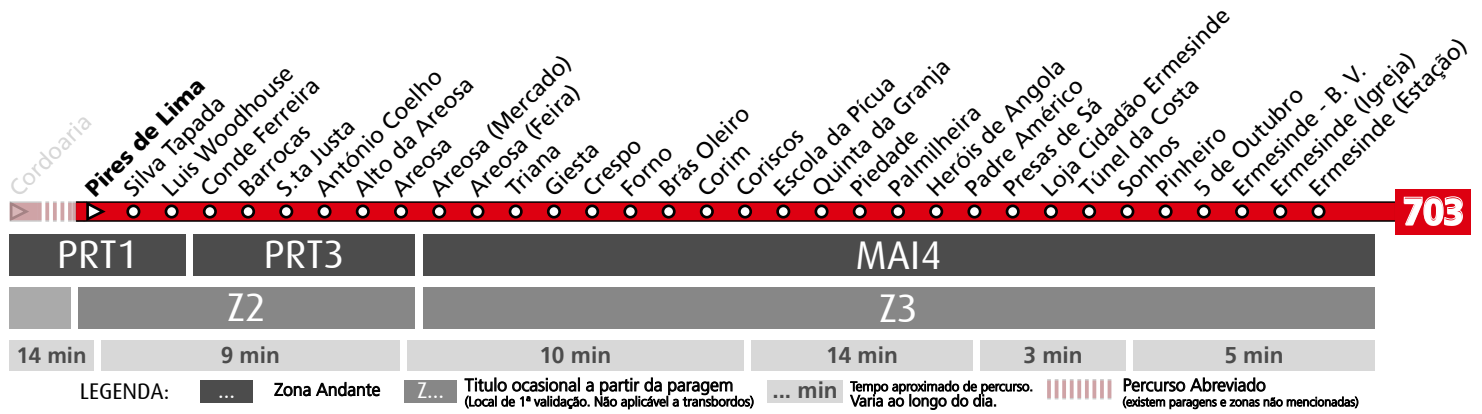 Cordoaria
Pires de Lima
Silva Tapada
Luis Woodhouse
Conde Ferreira
Barrocas
S.ta Justa
António Coelho
Alto da Areosa
Areosa
Areosa (Mercado)
Areosa (Feira)
Triana
Giesta
Crespo
Forno
Brás Oleiro
Corim
Coriscos
Escola da Pícua
Quinta da Granja
Piedade
Palmilheira
Heróis de Angola
Padre Américo
Presas de Sá
Loja Cidadão Ermesinde
Túnel da Costa
Sonhos
Pinheiro
5 de Outubro
Ermesinde - B. V.
Ermesinde (Igreja)
Ermesinde (Estação)
703
PRT1 PRT3 MAI4
Z2 Z3
14 min 9 min 10 min 14 min 3 min 5 min
LEGENDA:
... Zona Andante
Z... Titulo ocasional a partir da paragem
(Local de 1ª validação. Não aplicável a transbordos)
... min Tempo aproximado de percurso.
Varia ao longo do dia.
Percurso Abreviado
(existem paragens e zonas não mencionadas)